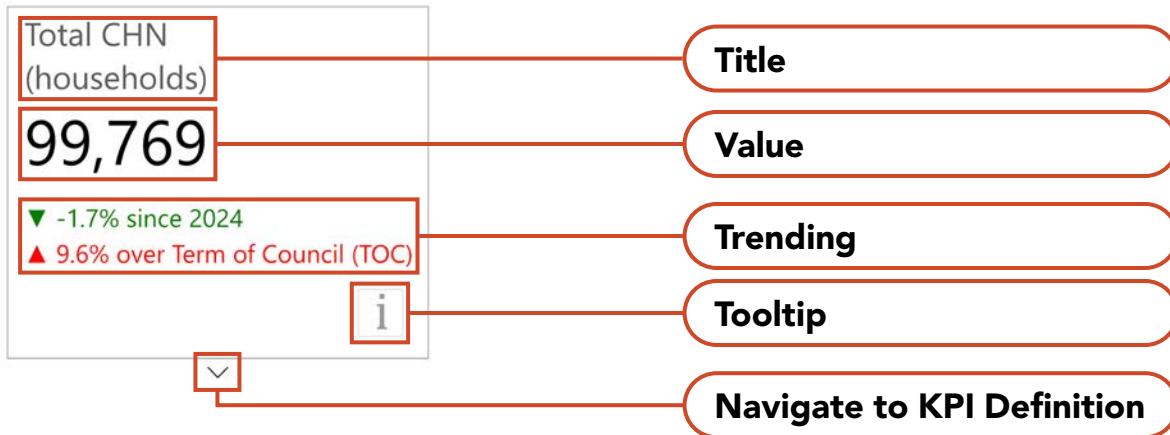 Total CHN
(households)
99,769
▼ -1.7% since 2024
▲ 9.6% over Term of Council (TOC)
i
Title
Value
Trending
Tooltip
Navigate to KPI Definition